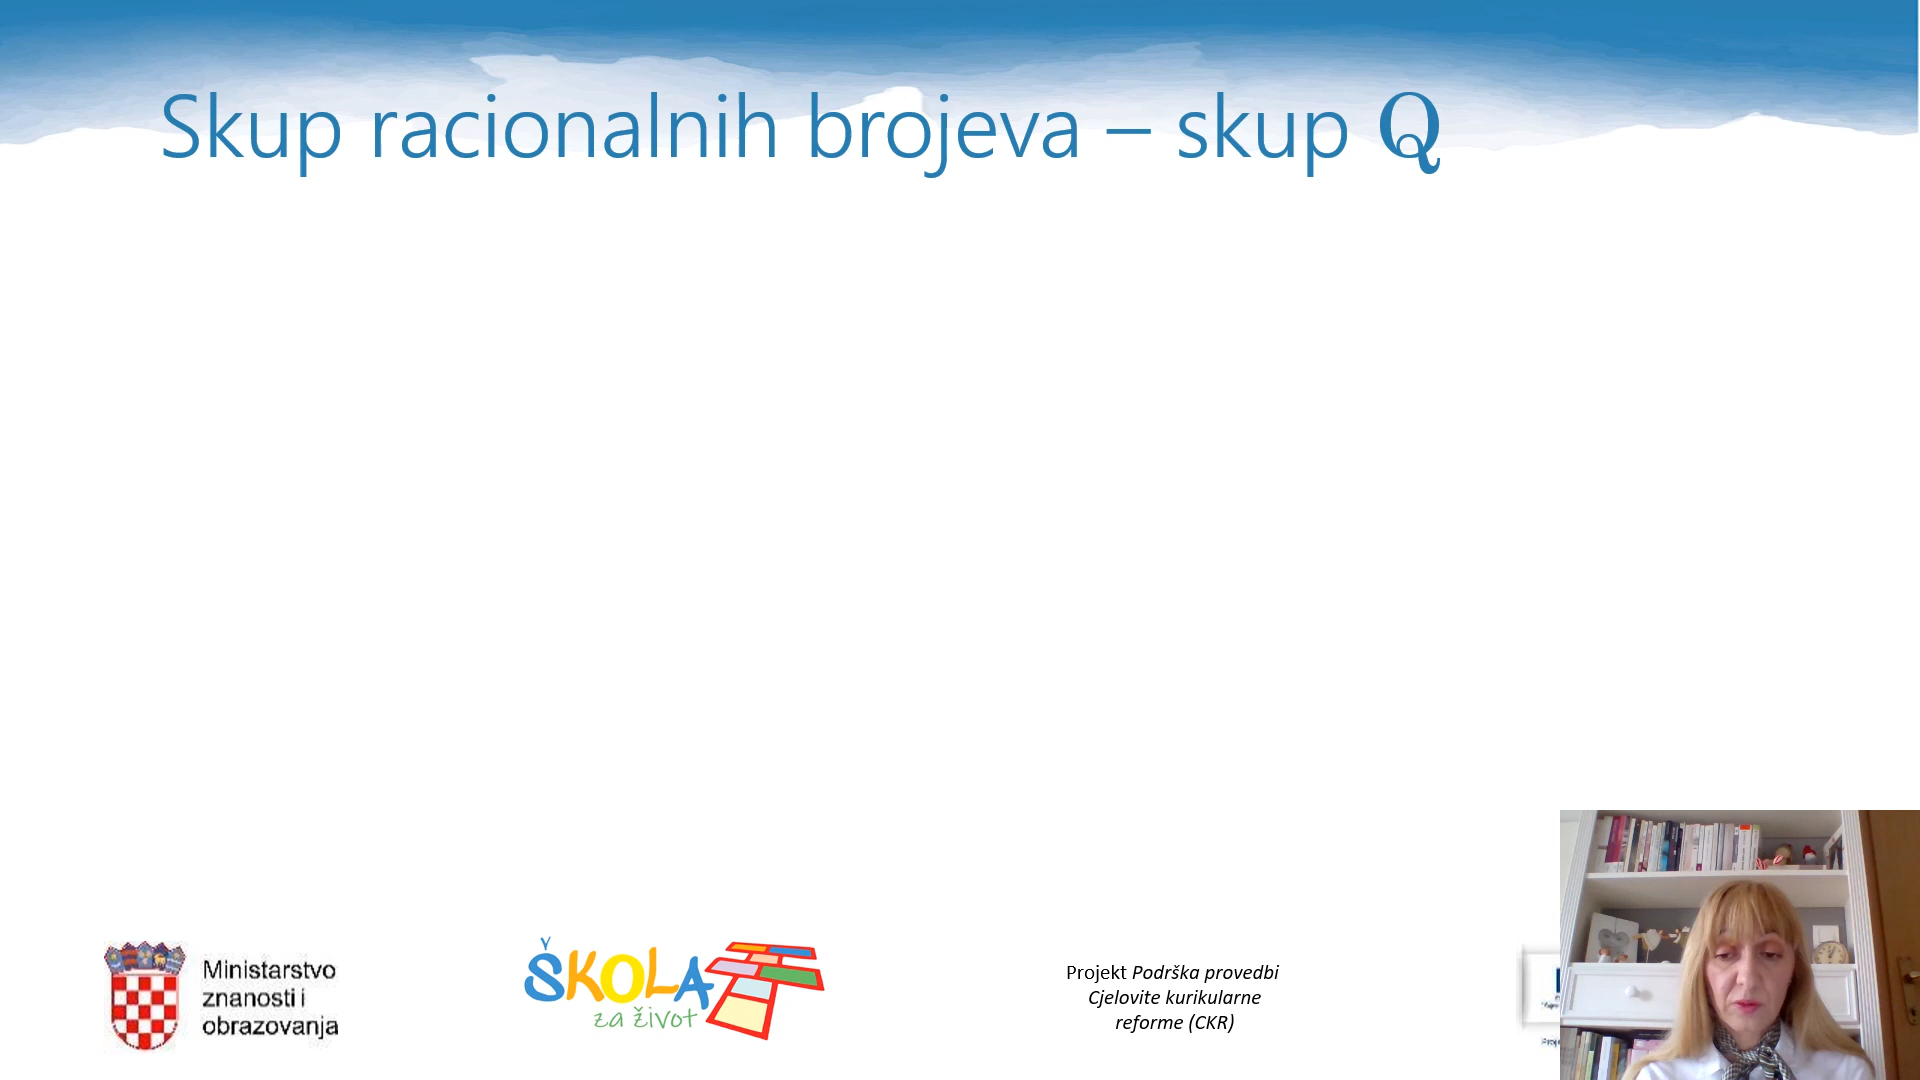 Skup racionalnih brojeva – skup Q
Ministarstvo
znanosti i
obrazovanja
ŠKOLA
za život
Projekt Podrška provedbi
Cjelovite kurikularne
reforme (CKR)